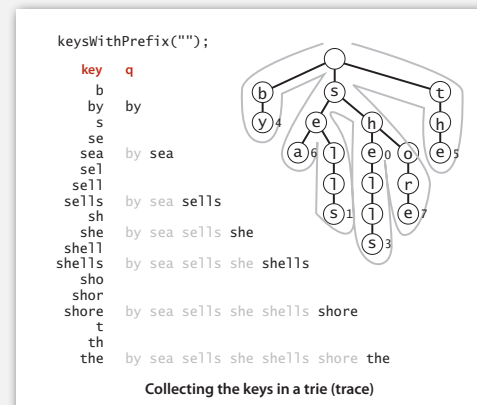 keysWithPrefix("");
key q
b
by by
s
se
sea by sea
sel
sell
sells by sea sells
sh
she by sea sells she
shell
shells by sea sells she shells
sho
shor
shore by sea sells she shells shore
t
th
the by sea sells she shells shore the
b s t
y 4 e h h
a 6 l e 0 o e 5
l l r
s 1 l e 7
s 3
Collecting the keys in a trie (trace)